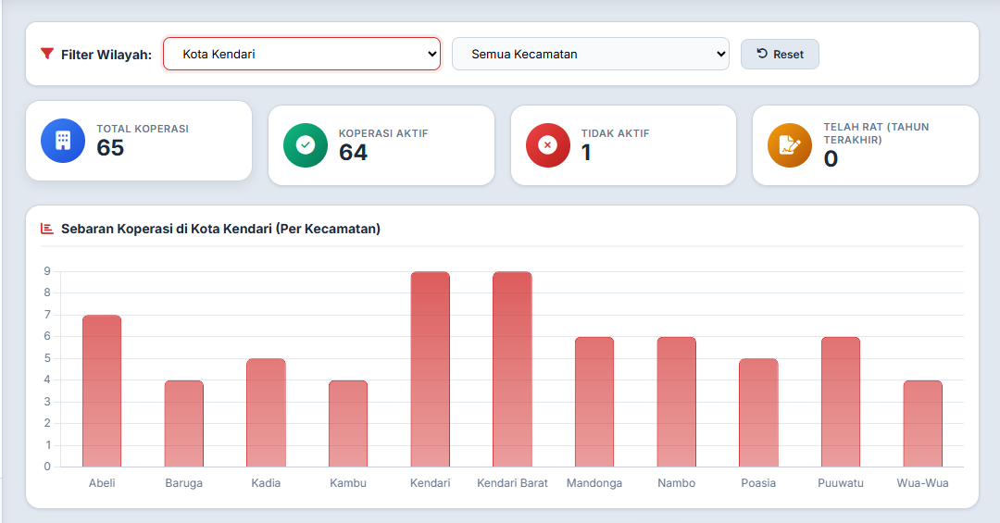 Filter Wilayah:
Kota Kendari
Semua Kecamatan
Reset
TOTAL KOPERASI
65
KOPERASI AKTIF
64
TIDAK AKTIF
1
TELAH RAT (TAHUN
TERAKHIR)
0
Sebaran Koperasi di Kota Kendari (Per Kecamatan)
9
8
7
6
5
4
3
2
1
0
Abeli Baruga Kadia Kambu Kendari Kendari Barat Mandonga Nambo Poasia Puuwatu Wua-Wua